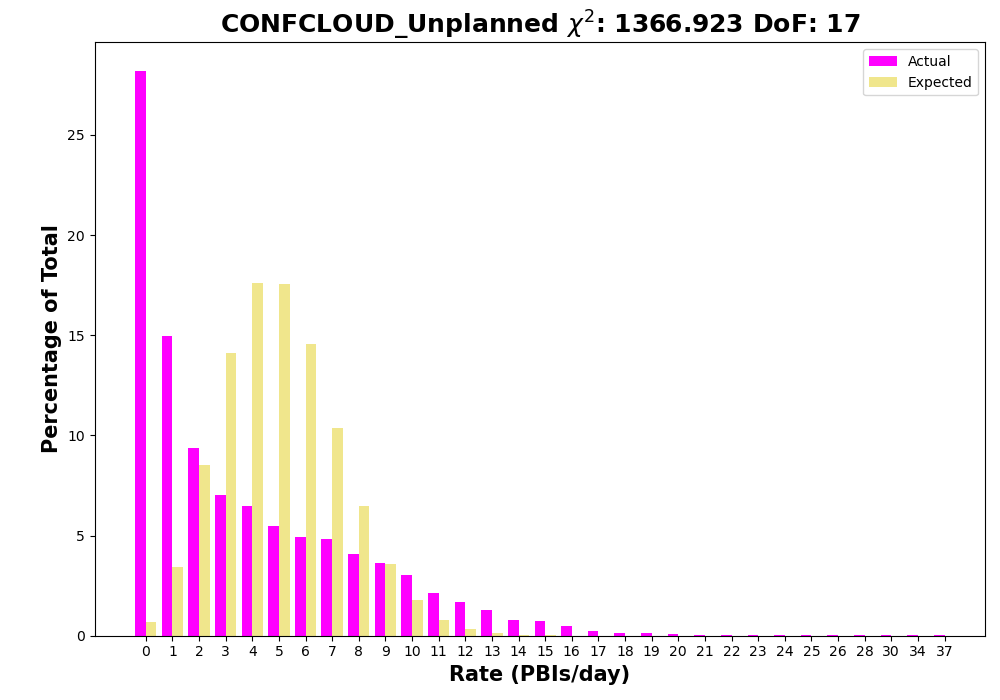 CONFCLOUD_Unplanned χ²: 1366.923 DoF: 17
Actual
Expected
Percentage of Total
25
20
15
10
5
0
0 1 2 3 4 5 6 7 8 9 10 11 12 13 14 15 16 17 18 19 20 21 22 23 24 25 26 28 30 34 37
Rate (PBIs/day)